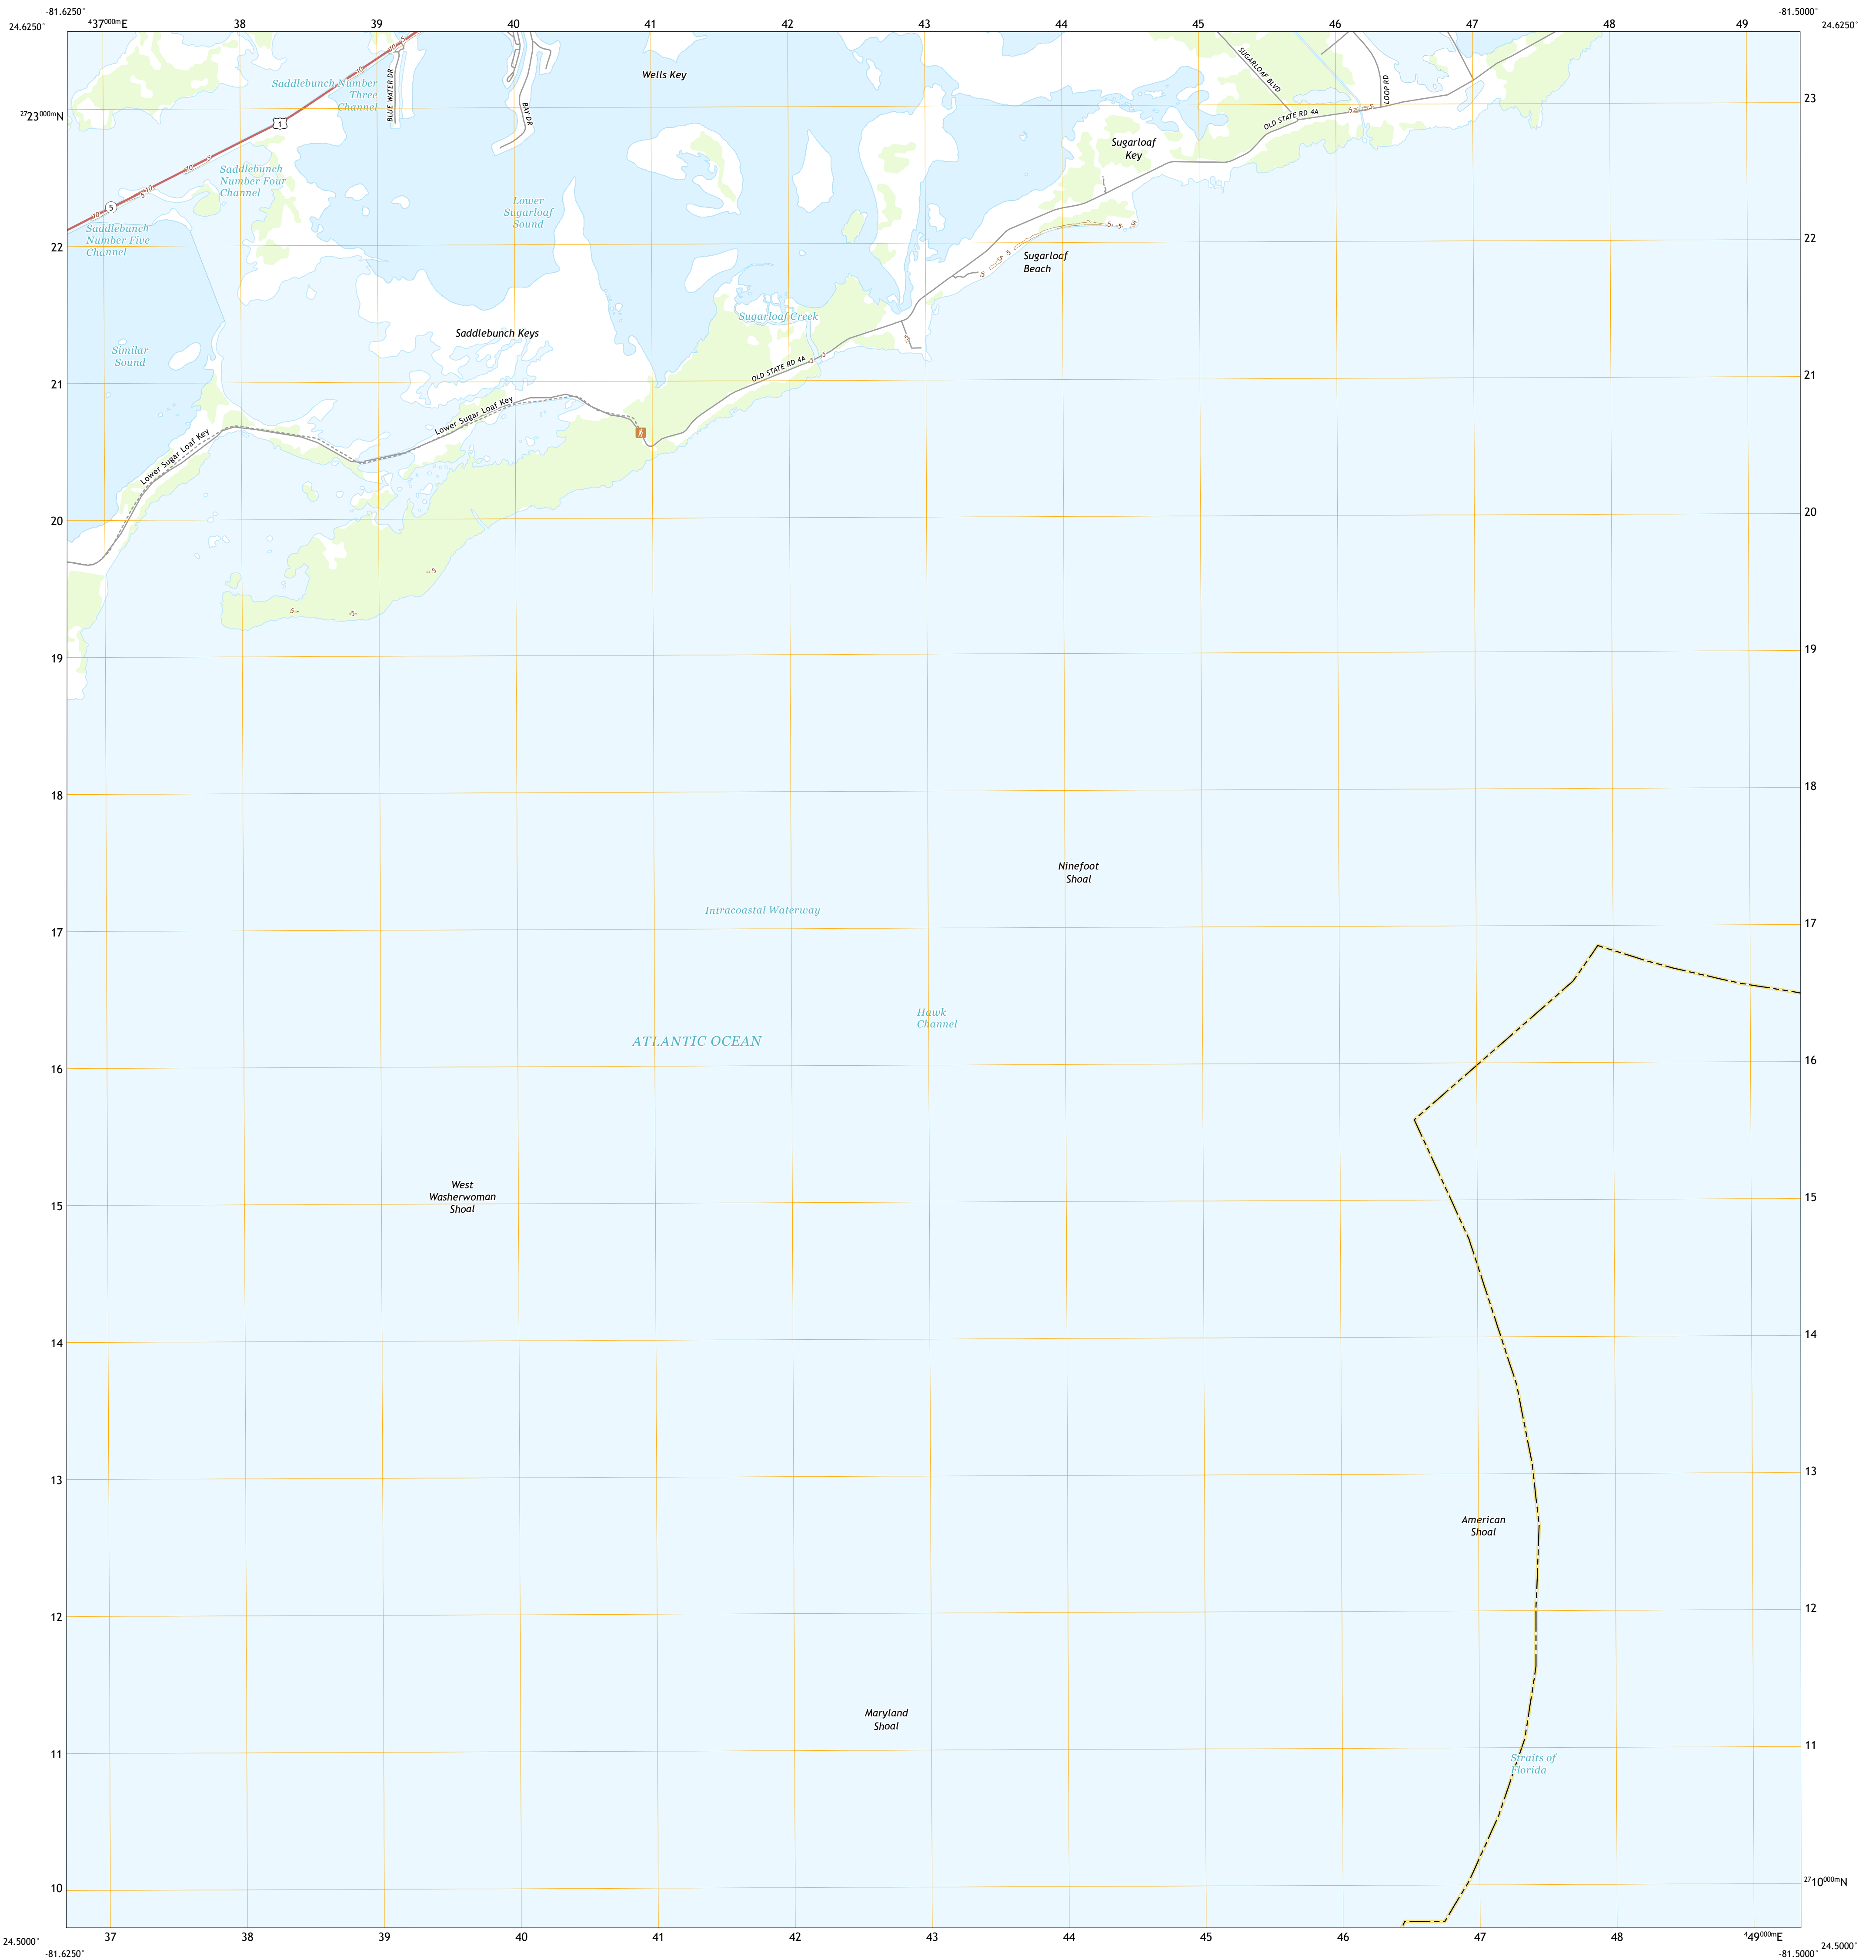 -81.6250°
-81.5000°
24.6250°
⁴37⁰⁰⁰ᵐE
38
39
40
41
42
43
44
45
46
47
48
49
24.6250°
Saddlebunch Number
Three
Channel
BLUE WATER DR
BAY DR
Wells Key
SUGARLOAF BLVD
LOOP RD
OLD STATE RD 4A
²⁷23⁰⁰⁰ᵐN
23
1
Sugarloaf
Key
Saddlebunch
Number Four
Channel
5
Lower
Sugarloaf
Sound
Saddlebunch
Number Five
Channel
22
22
Sugarloaf
Beach
Sugarloaf Creek
Saddlebunch Keys
Similar
Sound
OLD STATE RD 4A
21
21
Lower Sugar Loaf Key
Lower Sugar Loaf Key
20
20
19
19
18
18
Ninefoot
Shoal
Intracoastal Waterway
17
17
Hawk
Channel
ATLANTIC OCEAN
16
16
West
Washerwoman
Shoal
15
15
14
14
13
13
American
Shoal
12
12
Maryland
Shoal
11
11
Straits of
Florida
10
²⁷10⁰⁰⁰ᵐN
24.5000°
37
38
39
40
41
42
43
44
45
46
47
48
⁴49⁰⁰⁰ᵐE
24.5000°
-81.6250°
-81.5000°